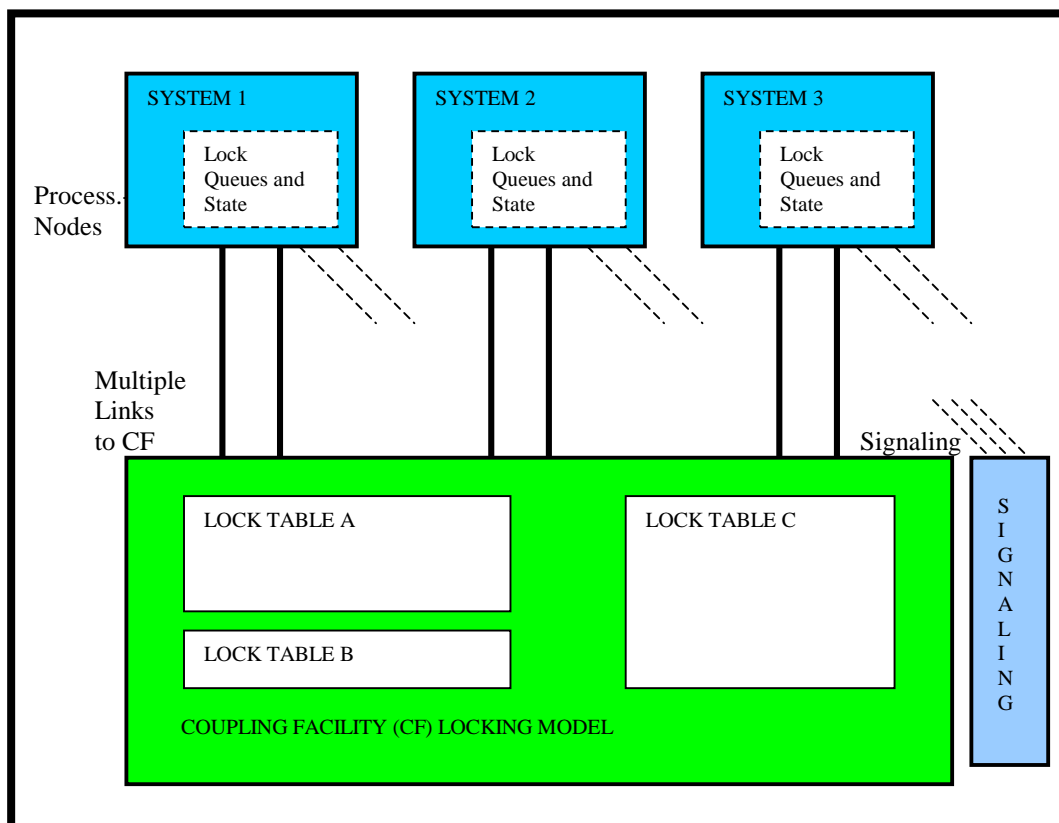 SYSTEM 1
Lock
Queues and
State
SYSTEM 2
Lock
Queues and
State
SYSTEM 3
Lock
Queues and
State
Process.-
Nodes
Multiple
Links
to CF
Signaling
LOCK TABLE A
LOCK TABLE B
LOCK TABLE C
COUPLING FACILITY (CF) LOCKING MODEL
S
I
G
N
A
L
I
N
G